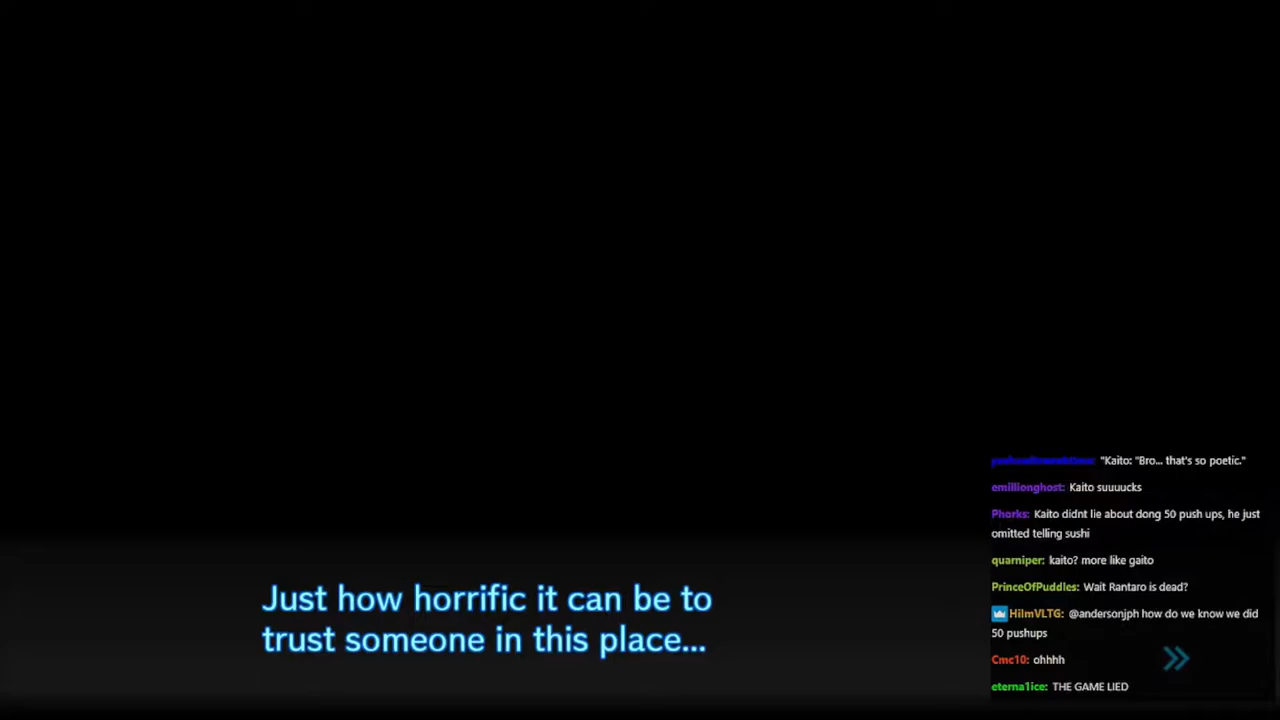 "Kaito: "Bro... that's so poetic."
emillionghost: Kaito suuuucks
Phorks: Kaito didnt lie about dong 50 push ups, he just
omitted telling sushi
quarniper: kaito? more like gaito
PrinceOfPuddles: Wait Rantaro is dead?
HilmVLTG: @andersonjph how do we know we did
50 pushups
Cmc10: ohhhh
eterna1ice: THE GAME LIED
Just how horrific it can be to
trust someone in this place...